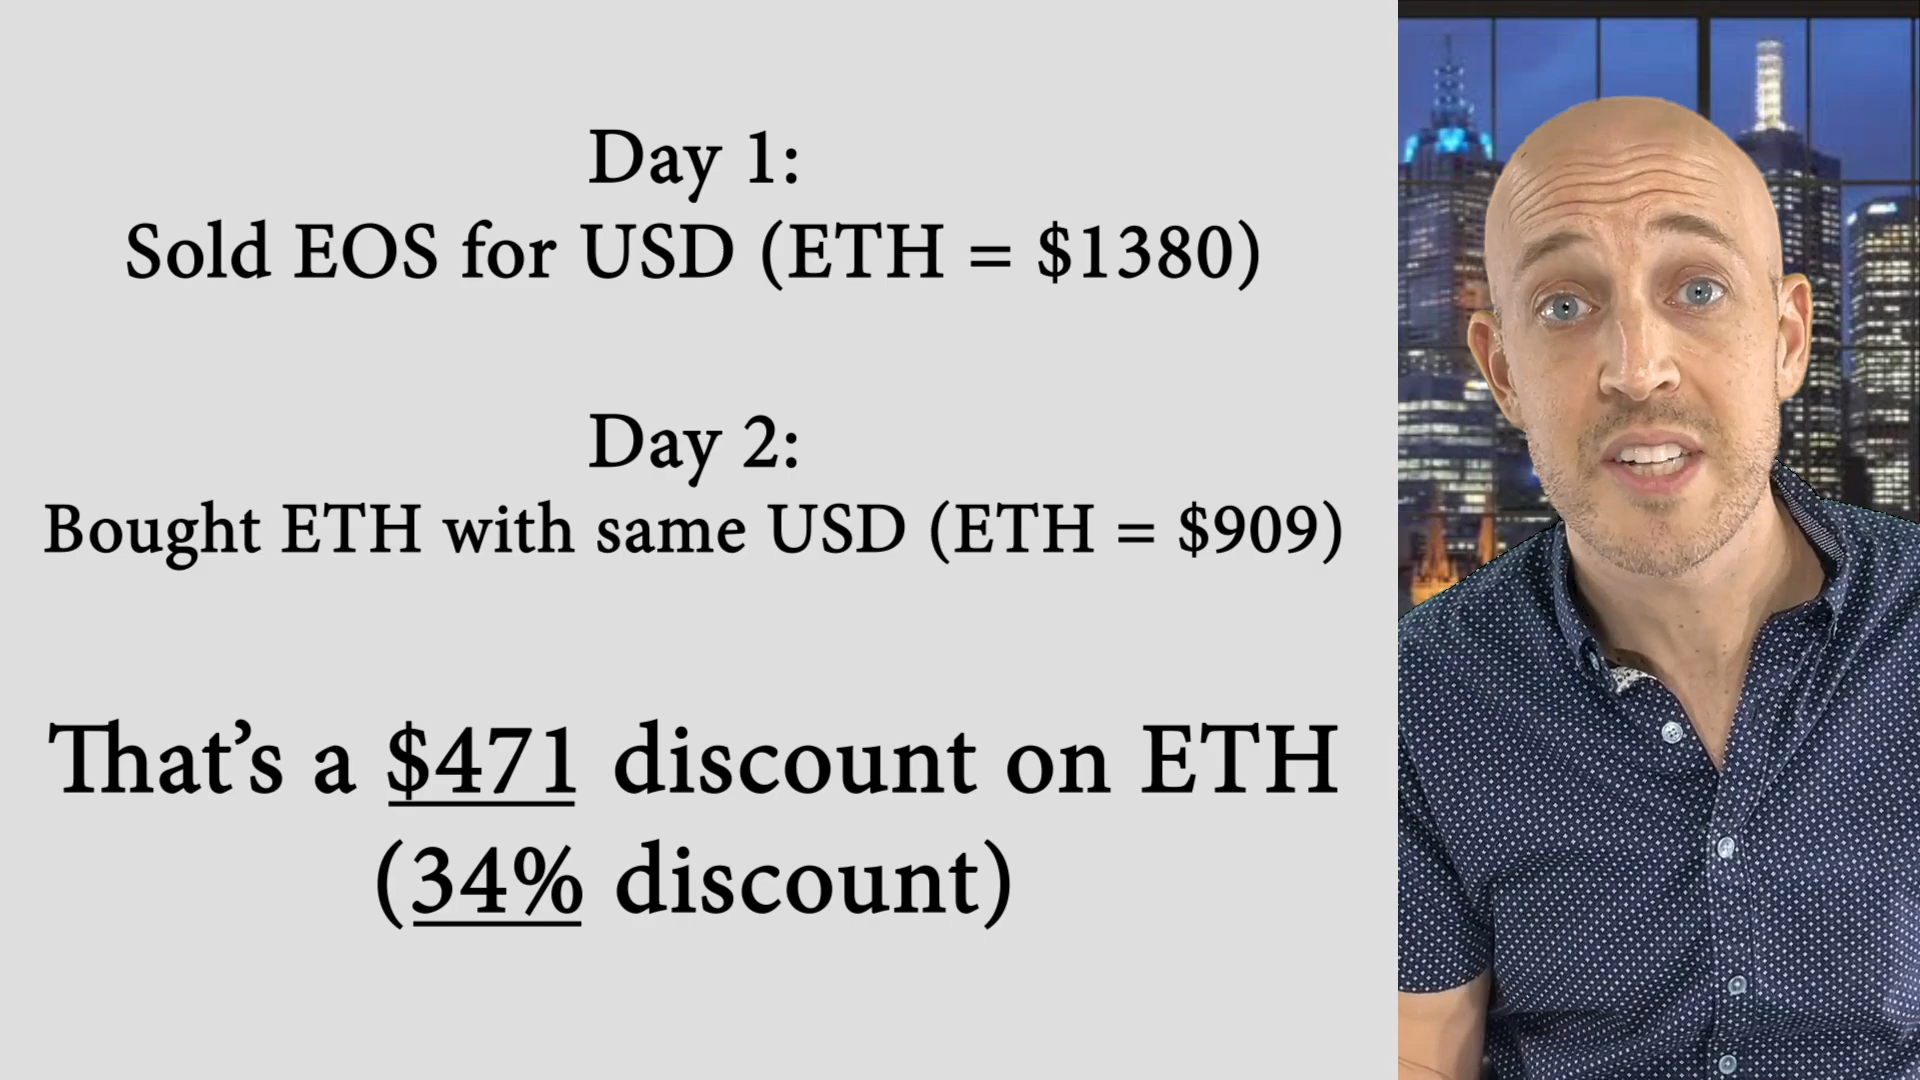 Day 1:
Sold EOS for USD (ETH = $1380)
Day 2:
Bought ETH with same USD (ETH = $909)
That’s a $471 discount on ETH
(34% discount)